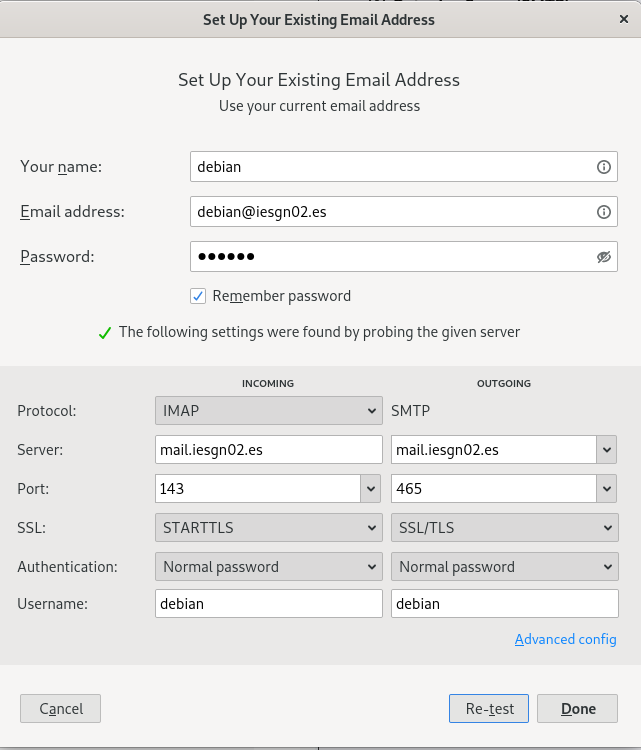 Set Up Your Existing Email Address
Set Up Your Existing Email Address
Use your current email address
Your name: debian
Email address: debian@iesgn02.es
Password: ●●●●●●
Remember password
The following settings were found by probing the given server
INCOMING OUTGOING
Protocol: IMAP SMTP
Server: mail.iesgn02.es mail.iesgn02.es
Port: 143 465
SSL: STARTTLS SSL/TLS
Authentication: Normal password Normal password
Username: debian debian
Advanced config
Cancel Re-test Done